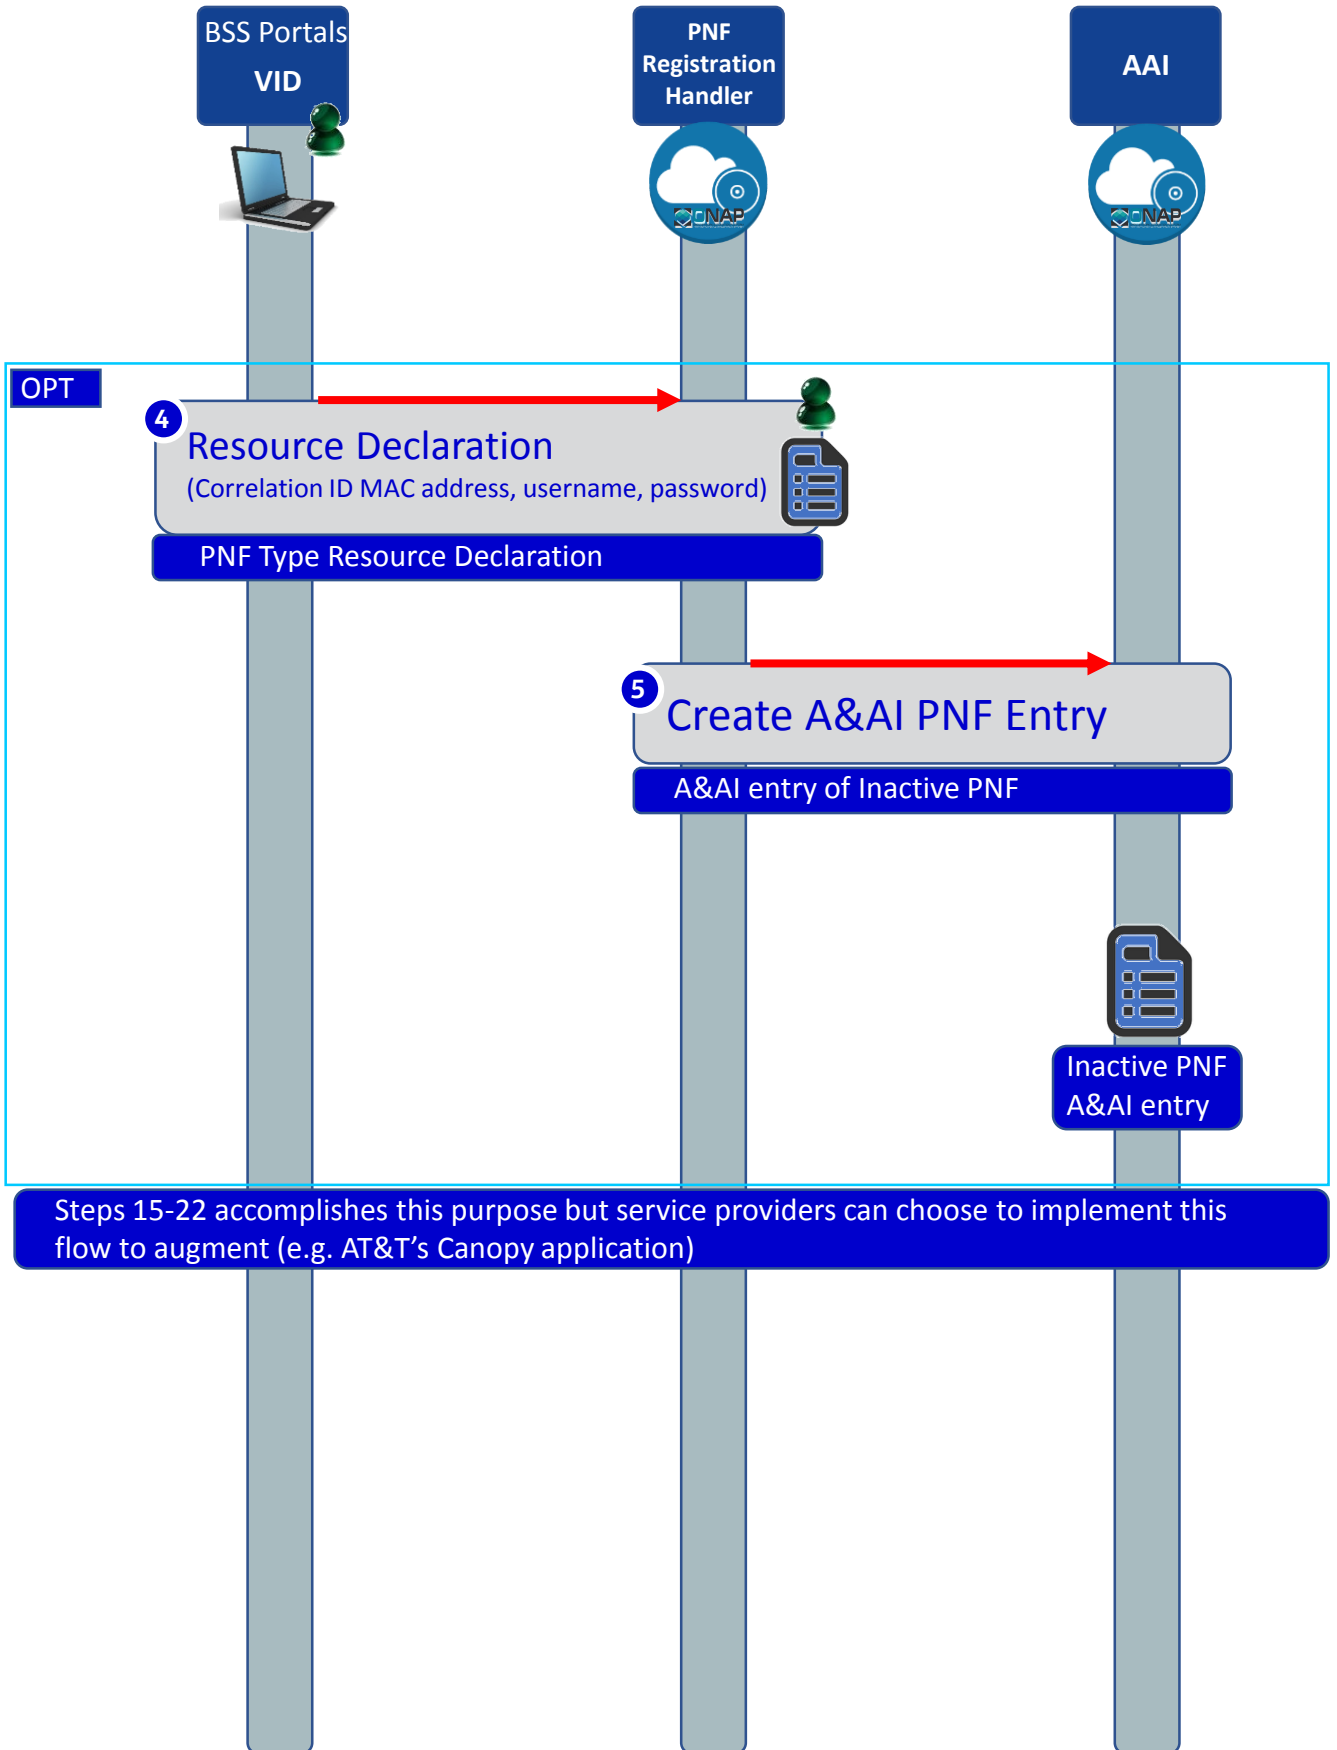 BSS Portals
VID
PNF
Registration
Handler
AAI
ONAP
ONAP
OPT
4
Resource Declaration
(Correlation ID MAC address, username, password)
PNF Type Resource Declaration
5
Create A&AI PNF Entry
A&AI entry of Inactive PNF
Inactive PNF
A&AI entry
Steps 15-22 accomplishes this purpose but service providers can choose to implement this
flow to augment (e.g. AT&T’s Canopy application)